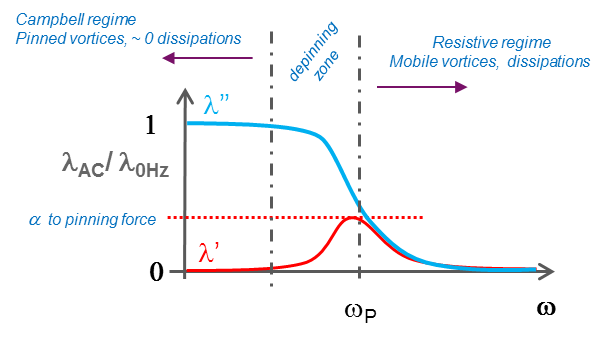 Campbell regime
Pinned vortices, ~ 0 dissipations
depinning
zone
Resistive regime
Mobile vortices, dissipations
λ”
1
λAC/ λ0Hz
α to pinning force
λ’
0
ωP
ω